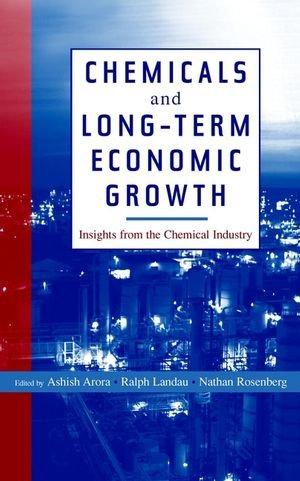 CHEMICALS
and
LONG-TERM
ECONOMIC
GROWTH
Insights from the Chemical Industry
Edited by Ashish Arora • Ralph Landau • Nathan Rosenberg